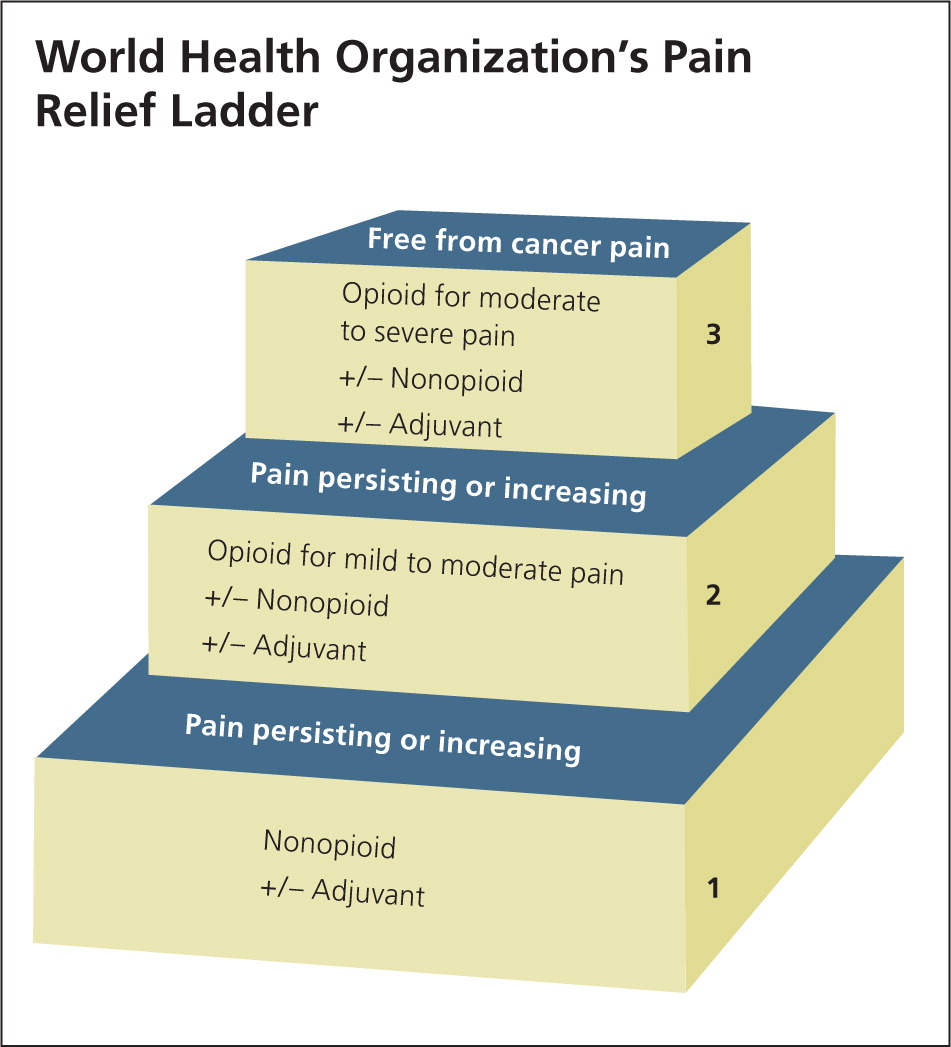 World Health Organization’s Pain
Relief Ladder
Free from cancer pain
Opioid for moderate
to severe pain
+/– Nonopioid
+/– Adjuvant
3
Pain persisting or increasing
Opioid for mild to moderate pain
+/– Nonopioid
+/– Adjuvant
2
Pain persisting or increasing
Nonopioid
+/– Adjuvant
1